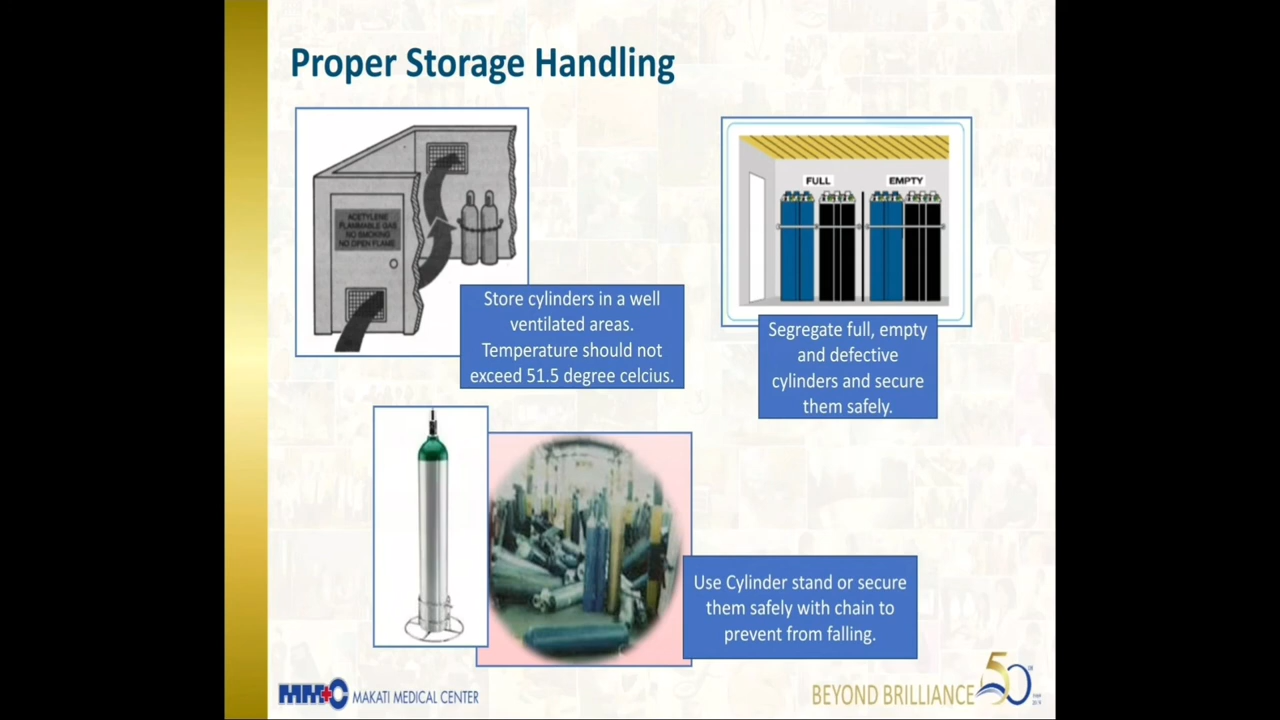 Proper Storage Handling
ACETYLENE
FLAMMABLE GAS
NO SMOKING
NO OPEN FLAME
Store cylinders in a well
ventilated areas.
Temperature should not
exceed 51.5 degree celcius.
FULL
EMPTY
Segregate full, empty
and defective
cylinders and secure
them safely.
Use Cylinder stand or secure
them safely with chain to
prevent from falling.
MMC MAKATI MEDICAL CENTER
BEYOND BRILLIANCE 50